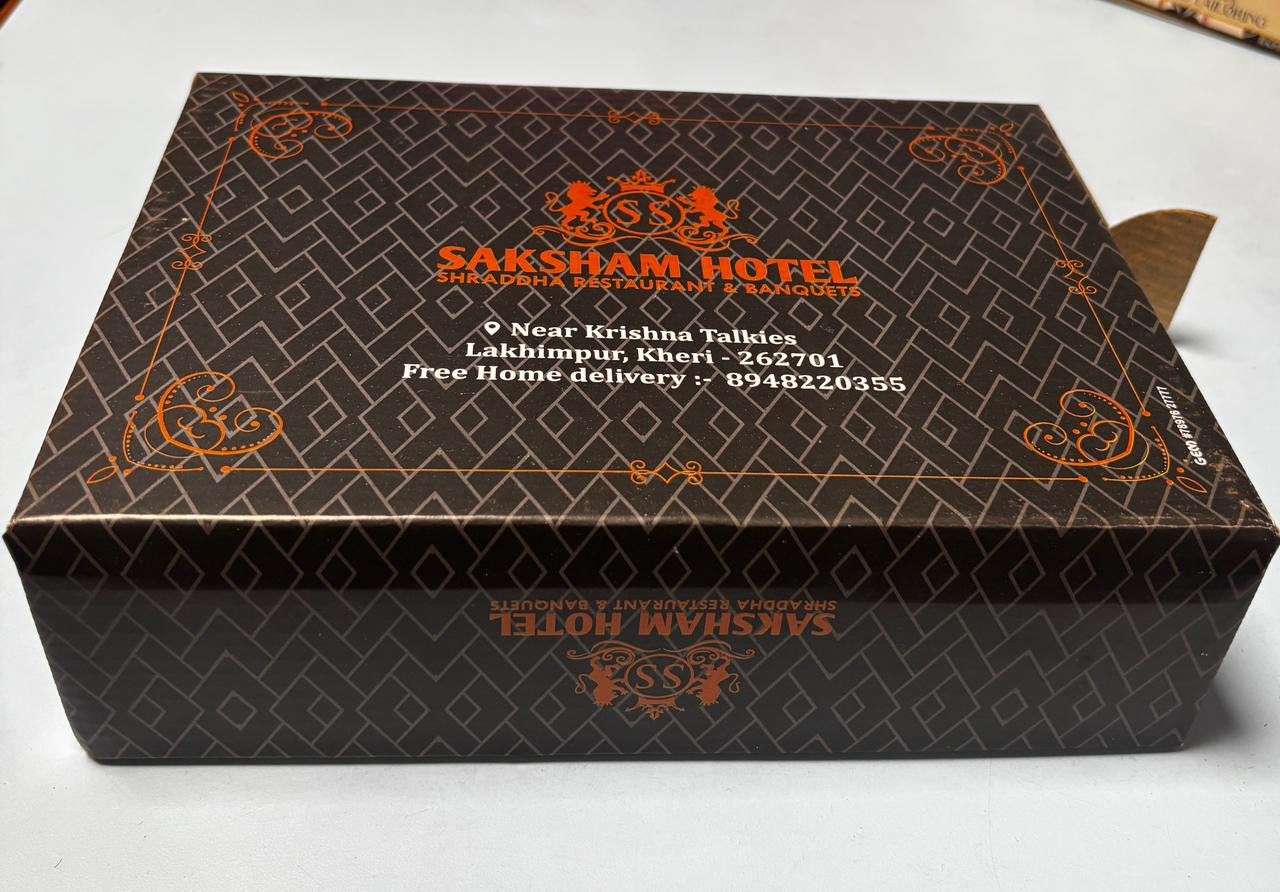 SS
SAKSHAM HOTEL
SHRADDHA RESTAURANT & BANQUETS
Near Krishna Talkies
Lakhimpur, Kheri - 262701
Free Home delivery :- 8948220355
SHRADDHA RESTAURANT & BANQUETS
SAKSHAM HOTEL
SS